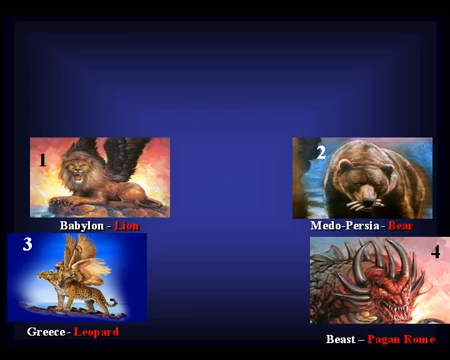 1
2
Babylon - Lion
Medo-Persia - Bear
3
4
Greece - Leopard
Beast – Pagan Rome